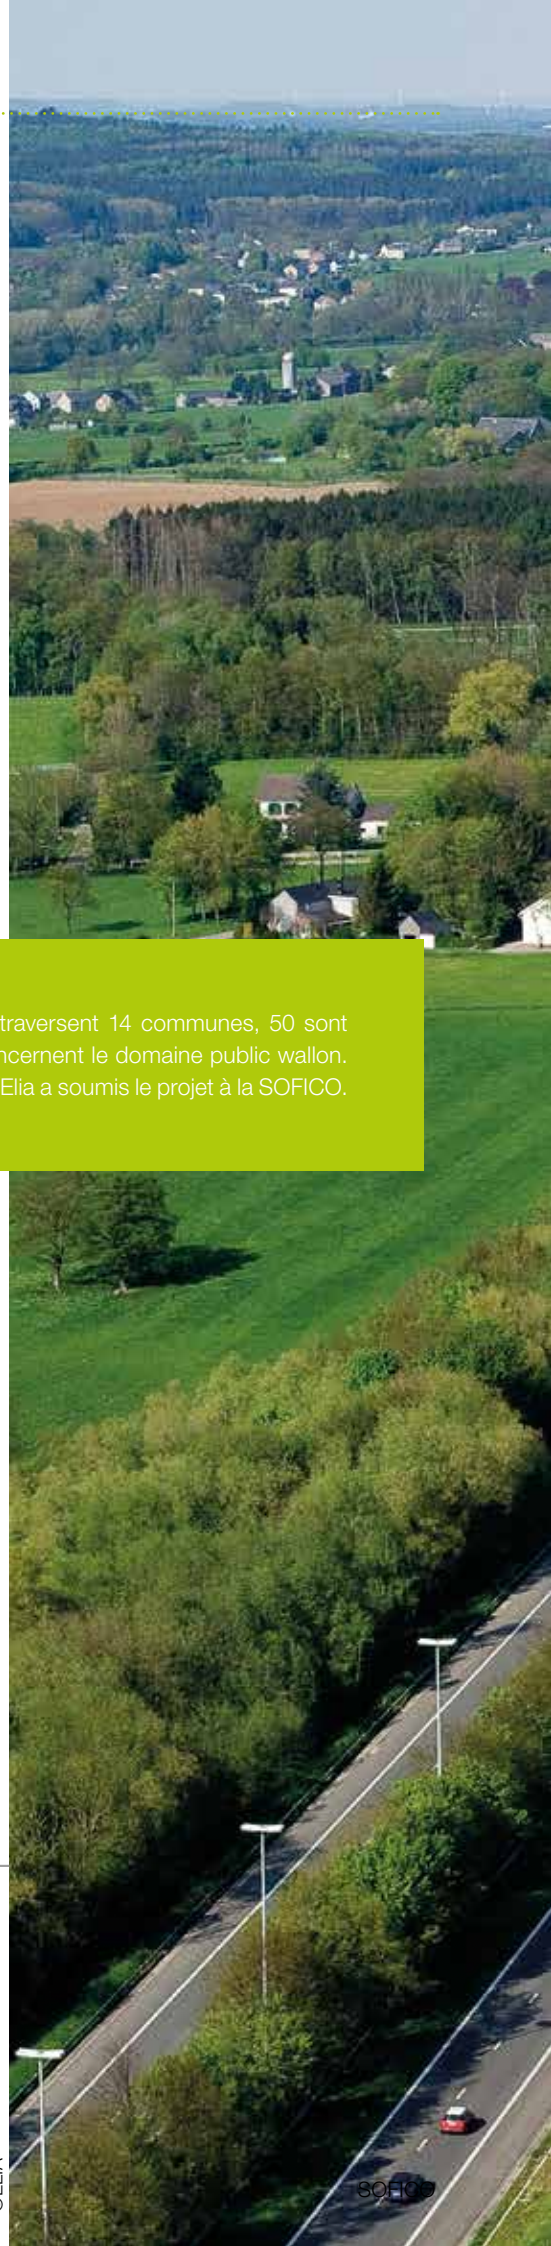 traversent 14 communes, 50 sont
ncernent le domaine public wallon.
Elia a soumis le projet à la SOFICO.
SOFICO